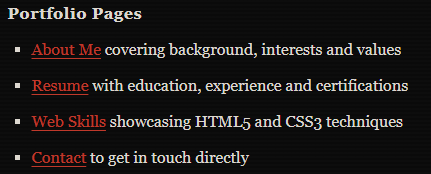 Portfolio Pages
About Me covering background, interests and values
Resume with education, experience and certifications
Web Skills showcasing HTML5 and CSS3 techniques
Contact to get in touch directly